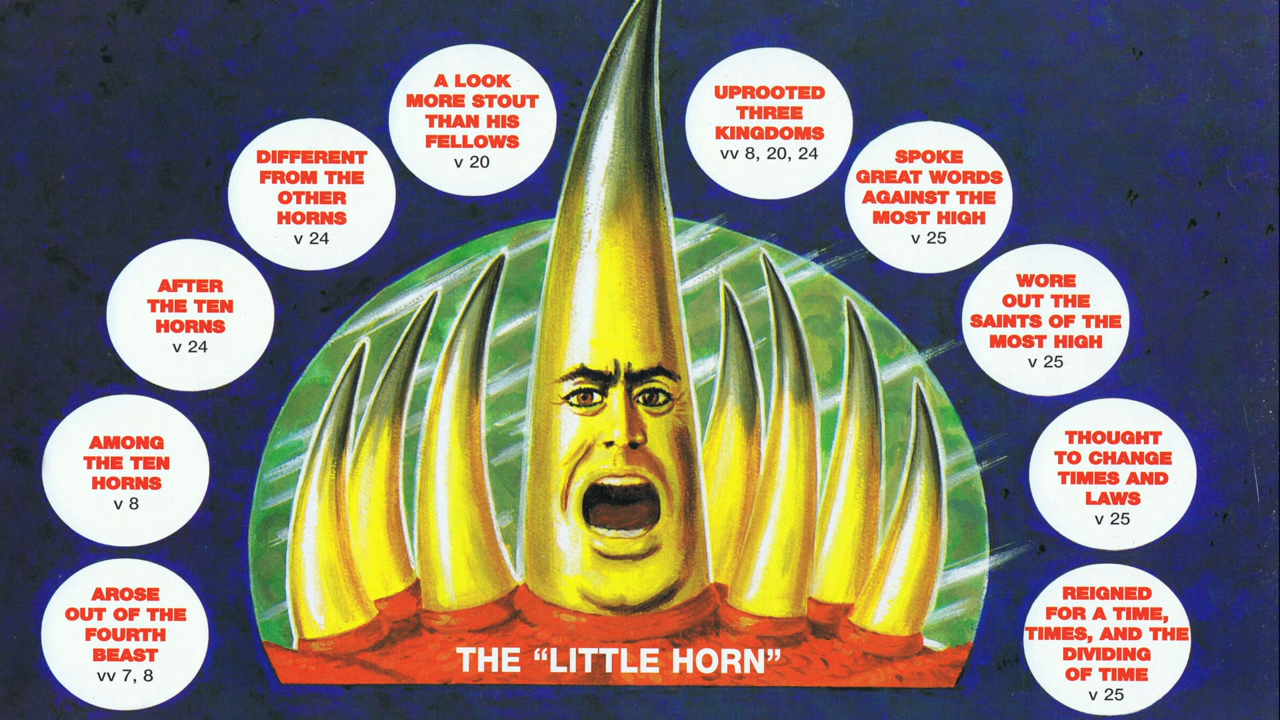 A LOOK
MORE STOUT
THAN HIS
FELLOWS
v 20
UPROOTED
THREE
KINGDOMS
vv 8, 20, 24
DIFFERENT
FROM THE
OTHER
HORNS
v 24
SPOKE
GREAT WORDS
AGAINST THE
MOST HIGH
v 25
AFTER
THE TEN
HORNS
v 24
WORE
OUT THE
SAINTS OF THE
MOST HIGH
v 25
AMONG
THE TEN
HORNS
v 8
THOUGHT
TO CHANGE
TIMES AND
LAWS
v 25
AROSE
OUT OF THE
FOURTH
BEAST
vv 7, 8
REIGNED
FOR A TIME,
TIMES, AND THE
DIVIDING
OF TIME
v 25
THE “LITTLE HORN”